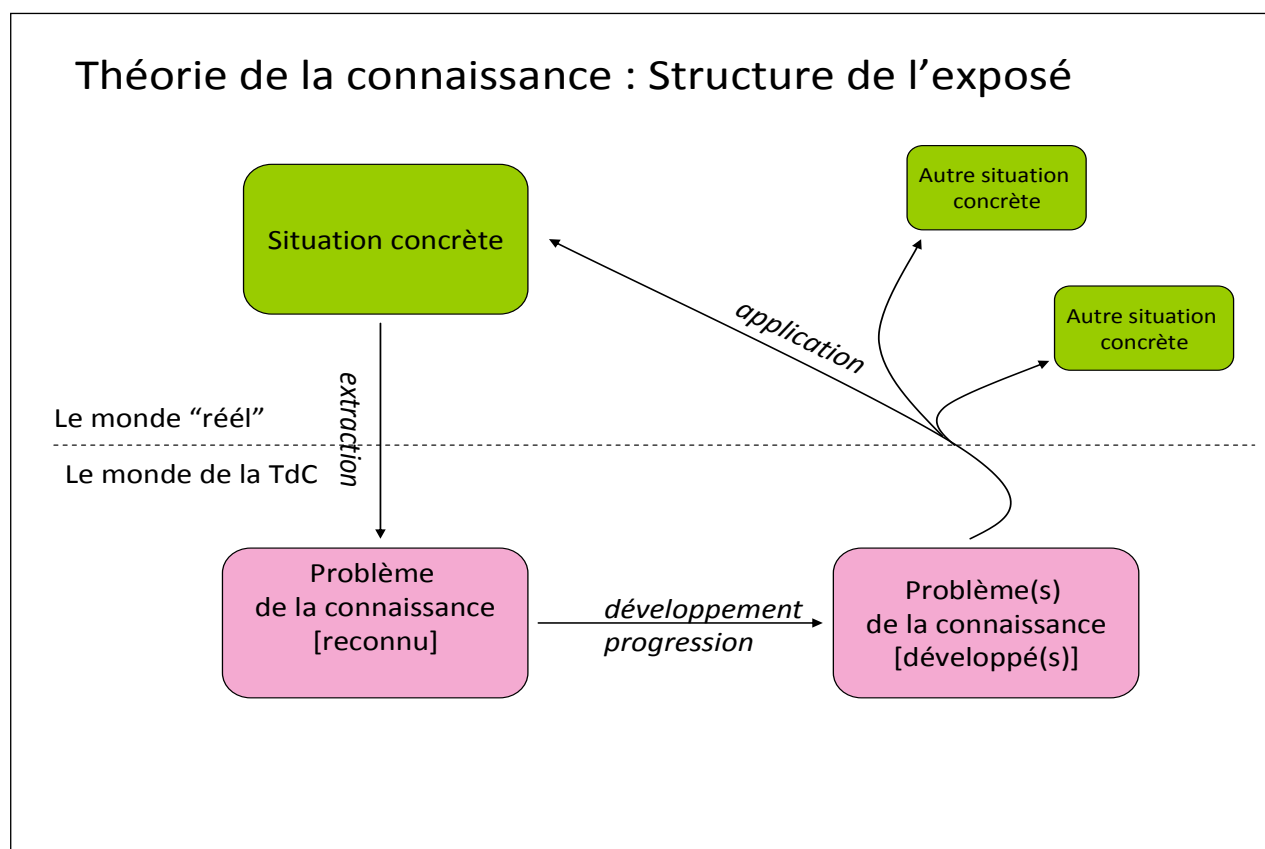 Théorie de la connaissance : Structure de l’exposé
Situation concrète
Autre situation
concrète
Autre situation
concrète
application
extraction
Le monde “réél”
Le monde de la TdC
Problème
de la connaissance
[reconnu]
développement
progression
Problème(s)
de la connaissance
[développé(s)]